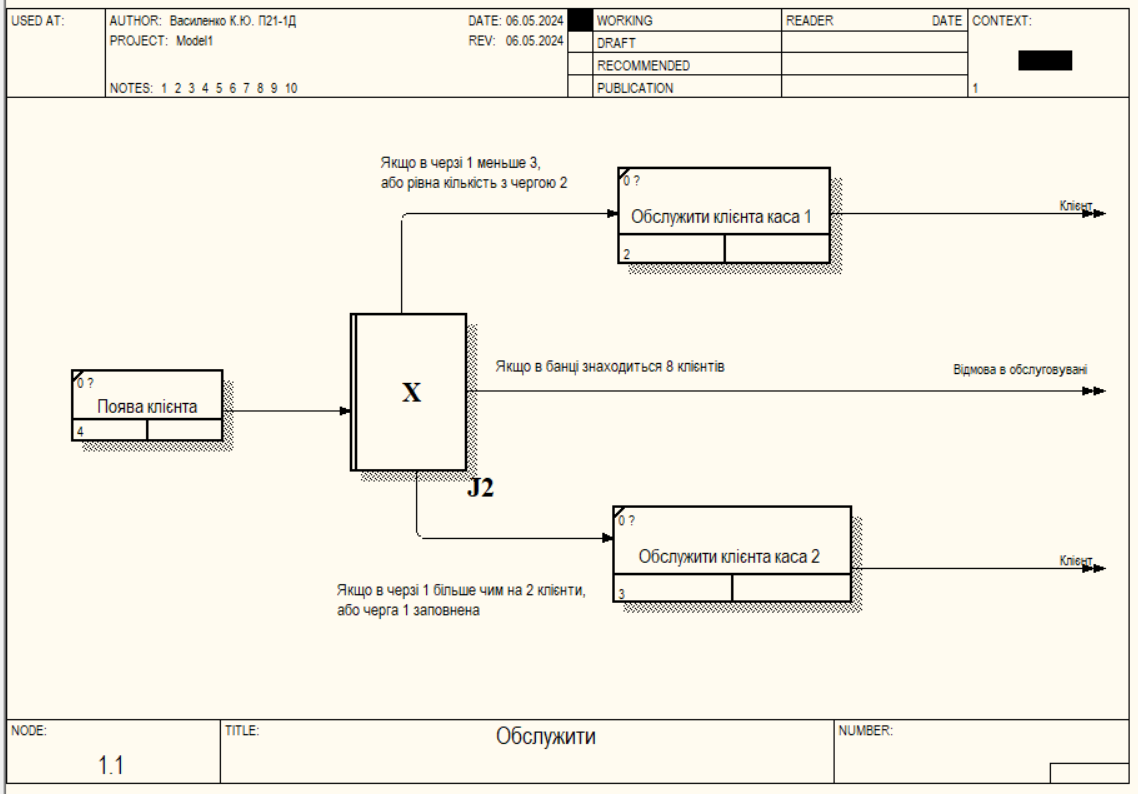 USED AT:
AUTHOR: Василенко К.Ю. П21-1Д
DATE: 06.05.2024
WORKING
READER
DATE
CONTEXT:
PROJECT: Model1
REV: 06.05.2024
DRAFT
RECOMMENDED
NOTES: 1 2 3 4 5 6 7 8 9 10
PUBLICATION
1
Якщо в черзі 1 меньше 3,
або рівна кількість з чергою 2
0 ?
Обслужити клієнта каса 1
2
Клієнт
Якщо в банці знаходиться 8 клієнтів
Відмова в обслуговувані
0 ?
Поява клієнта
4
X
J2
0 ?
Обслужити клієнта каса 2
3
Клієнт
Якщо в черзі 1 більше чим на 2 клієнти,
або черга 1 заповнена
NODE:
1.1
TITLE:
Обслужити
NUMBER: